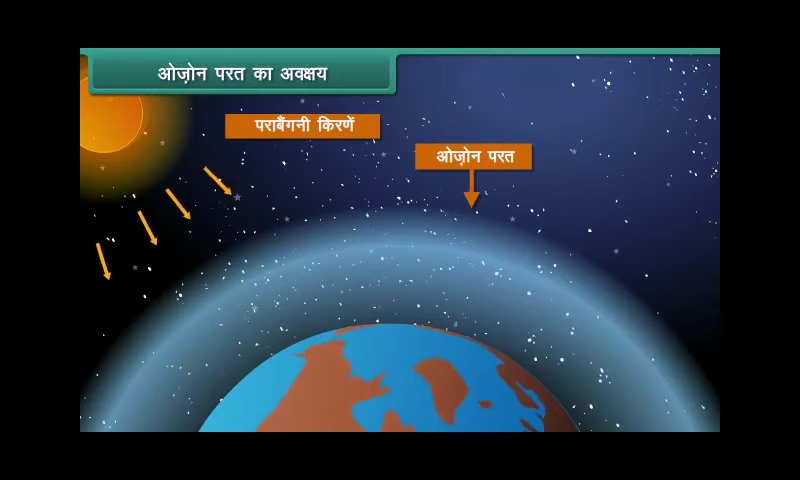 ओज़ोन परत का अवक्षय
पराबैंगनी किरणें
ओज़ोन परत